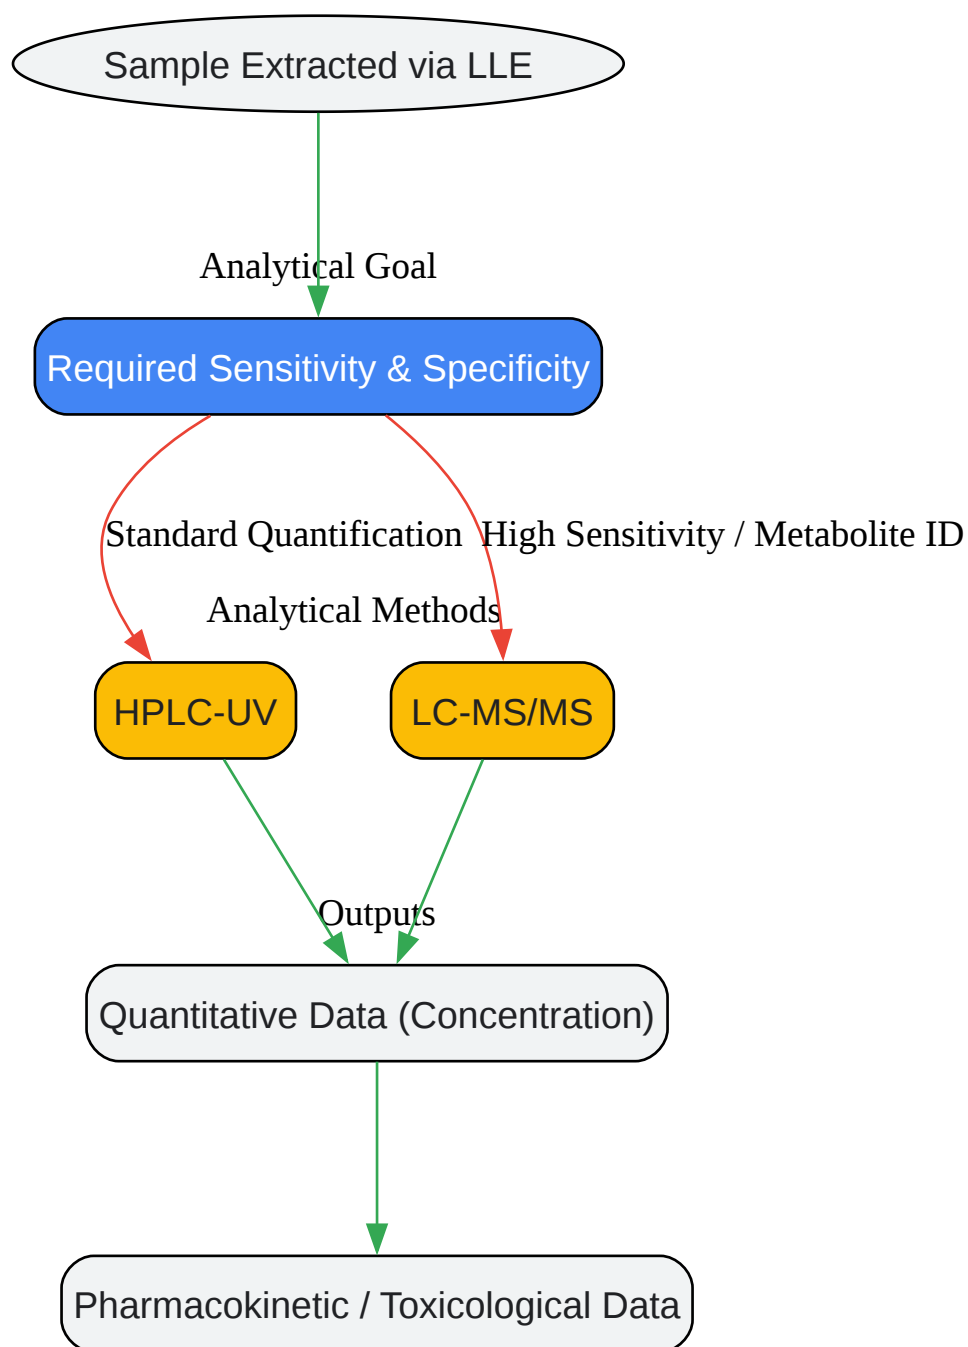 Sample Extracted via LLE
Analytical Goal
Required Sensitivity & Specificity
Standard Quantification
High Sensitivity / Metabolite ID
Analytical Methods
HPLC-UV
LC-MS/MS
Outputs
Quantitative Data (Concentration)
Pharmacokinetic / Toxicological Data